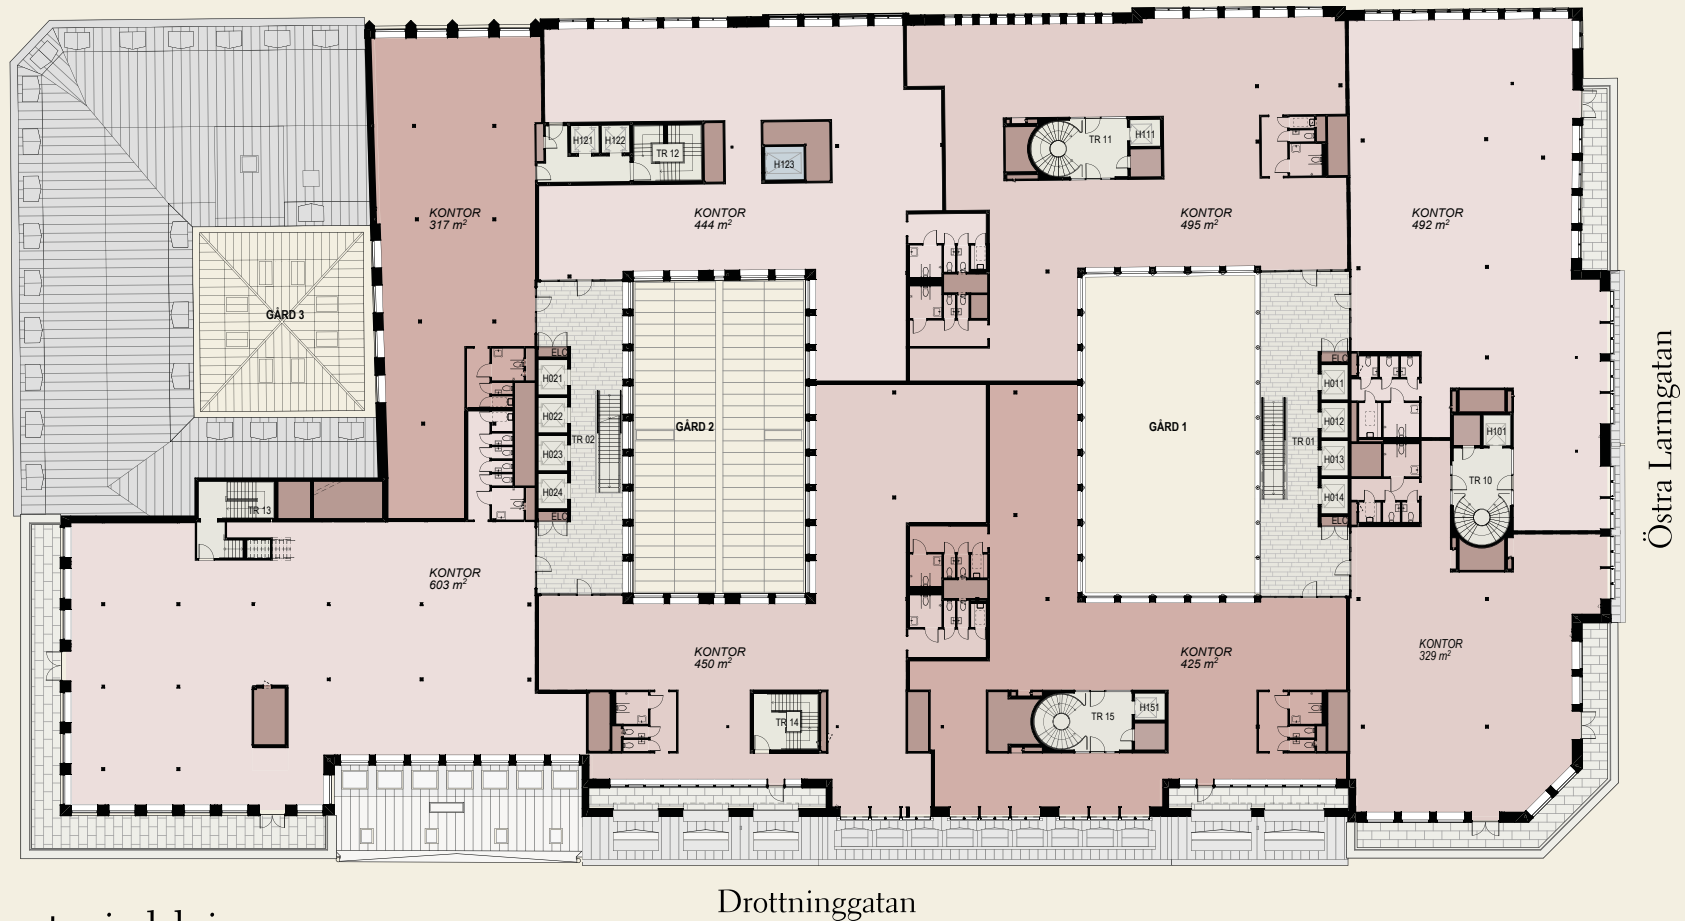 H121
H122
TR 12
H123
TR 11
H111
KONTOR
317 m²
KONTOR
444 m²
KONTOR
495 m²
KONTOR
492 m²
GÅRD 3
ELC
H021
H022
TR 02
H023
H024
ELC
GÅRD 2
GÅRD 1
ELC
H011
H012
TR 01
H013
H014
ELC
H101
TR 10
Östra Larmgatan
TR 13
KONTOR
603 m²
KONTOR
450 m²
KONTOR
425 m²
KONTOR
329 m²
TR 14
TR 15
H151
Drottninggatan